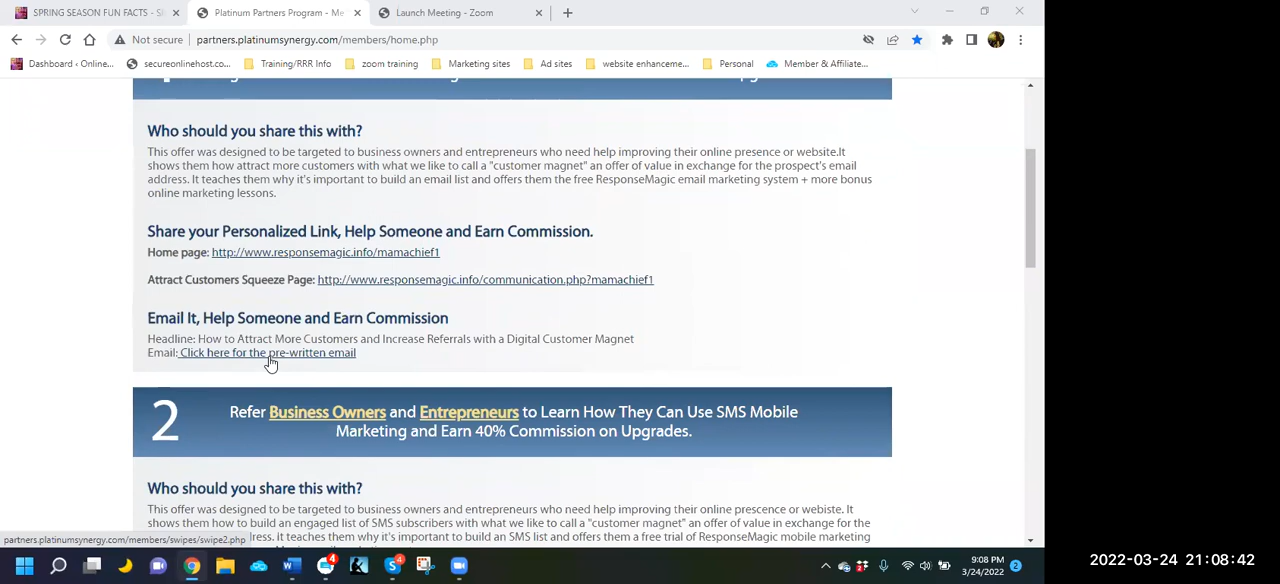 SPRING SEASON FUN FACTS - S
Platinum Partners Program - Me
Launch Meeting - Zoom
Not secure
partners.platinumsynergy.com/members/home.php
Dashboard ‹ Online...
secureonlinehost.co...
Training/RRR Info
zoom training
Marketing sites
Ad sites
website enhanceme...
Personal
Member & Affiliate...
Who should you share this with?
This offer was designed to be targeted to business owners and entrepreneurs who need help improving their online presence or website.It
shows them how attract more customers with what we like to call a "customer magnet" an offer of value in exchange for the prospect's email
address. It teaches them why it's important to build an email list and offers them the free ResponseMagic email marketing system + more bonus
online marketing lessons.
Share your Personalized Link, Help Someone and Earn Commission.
Home page: http://www.responsemagic.info/mamachief1
Attract Customers Squeeze Page: http://www.responsemagic.info/communication.php?mamachief1
Email It, Help Someone and Earn Commission
Headline: How to Attract More Customers and Increase Referrals with a Digital Customer Magnet
Email: Click here for the pre-written email
2
Refer Business Owners and Entrepreneurs to Learn How They Can Use SMS Mobile
Marketing and Earn 40% Commission on Upgrades.
Who should you share this with?
This offer was designed to be targeted to business owners and entrepreneurs who need help improving their online prescence or webiste. It
shows them how to build an engaged list of SMS subscribers with what we like to call a "customer magnet" an offer of value in exchange for the
dress. It teaches them why it's important to build an SMS list and offers them a free trial of ResponseMagic mobile marketing
partners.platinumsynergy.com/members/swipes/swipe2.php
4
4
9:08 PM
3/24/2022
2
2022-03-24 21:08:42